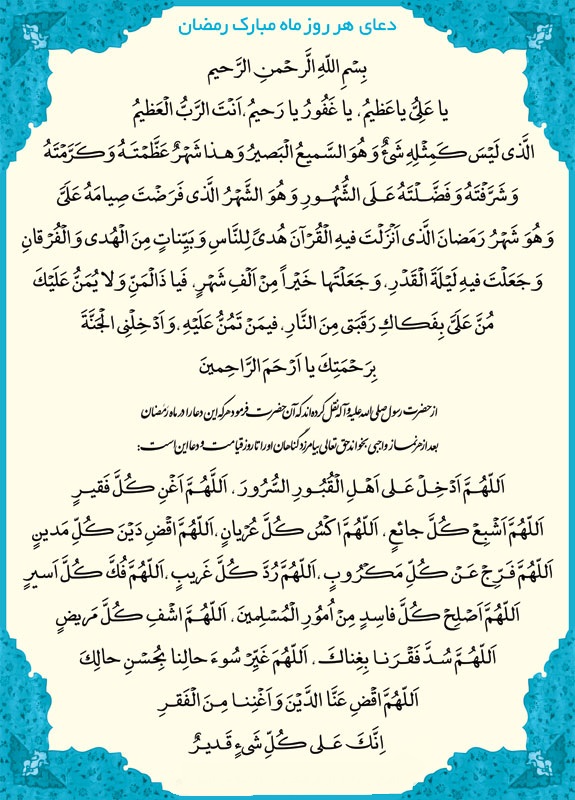 دعای هر روز ماه مبارک رمضان
بِسْمِ اللّٰهِ الرَّحْمنِ الرَّحیم
یا عَلِیُّ یا عَظیمُ، یا غَفُورُ یا رَحیمُ، اَنْتَ الرَّبُّ الْعَظیمُ
الَّذی لَیْسَ کَمِثْلِهِ شَیْءٌ وَ هُوَ السَّمیعُ الْبَصیرُ وَ هذا شَهْرٌ عَظَّمْتَهُ وَ کَرَّمْتَهُ
وَ شَرَّفْتَهُ وَ فَضَّلْتَهُ عَلَی الشُّهُورِ وَ هُوَ الشَّهْرُ الَّذی فَرَضْتَ صِیامَهُ عَلَیَّ
وَ هُوَ شَهْرُ رَمَضانَ الَّذی اَنْزَلْتَ فیهِ الْقُرْآنَ هُدیً لِلنَّاسِ وَ بَیِّناتٍ مِنَ الْهُدی وَ الْفُرْقانِ
وَ جَعَلْتَ فیهِ لَیْلَةَ الْقَدْرِ، وَ جَعَلْتَها خَیْراً مِنْ اَلْفِ شَهْرٍ، فَیا ذَا الْمَنِّ وَ لا یُمَنُّ عَلَیْکَ
مُنَّ عَلَیَّ بِفَکاکِ رَقَبَتی مِنَ النَّارِ، فیمَنْ تَمُنُّ عَلَیْهِ، وَ اَدْخِلْنِی الْجَنَّةَ
بِرَحْمَتِکَ یا اَرْحَمَ الرَّاحِمینَ
از حضرت رسول صلی الله علیه و آله نقل کرده اند که آن حضرت فرمود هر که این دعا را در ماه رمضان
بعد از هر نماز واجبی بخواند حق تعالی بیامرزد گناهان او را تا روز قیامت و دعا این است:
اَللّٰهُمَّ اَدْخِلْ عَلی اَهْلِ الْقُبُورِ السُّرُورَ، اَللّٰهُمَّ اَغْنِ کُلَّ فَقیرٍ
اَللّٰهُمَّ اَشْبِعْ کُلَّ جائِعٍ، اَللّٰهُمَّ اکْسُ کُلَّ عُرْیانٍ، اَللّٰهُمَّ اقْضِ دَیْنَ کُلِّ مَدینٍ
اَللّٰهُمَّ فَرِّجْ عَنْ کُلِّ مَکْرُوبٍ، اَللّٰهُمَّ رُدَّ کُلَّ غَریبٍ، اَللّٰهُمَّ فُکَّ کُلَّ اَسیرٍ
اَللّٰهُمَّ اَصْلِحْ کُلَّ فاسِدٍ مِنْ اُمُورِ الْمُسْلِمینَ، اَللّٰهُمَّ اشْفِ کُلَّ مَریضٍ
اَللّٰهُمَّ سُدَّ فَقْرَنا بِغِناکَ، اَللّٰهُمَّ غَیِّرْ سُوءَ حالِنا بِحُسْنِ حالِکَ
اَللّٰهُمَّ اقْضِ عَنَّا الدَّیْنَ وَ اَغْنِنا مِنَ الْفَقرِ
اِنَّکَ عَلی کُلِّ شَیءٍ قَدیرٌ